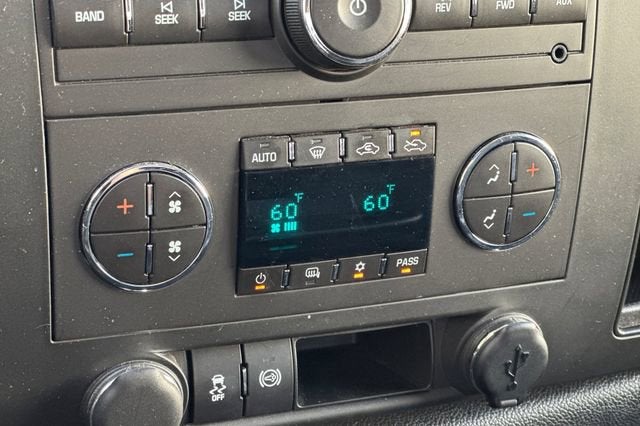 BAND SEEK SEEK REV FWD AUX
AUTO
60°F 60°F
PASS
OFF